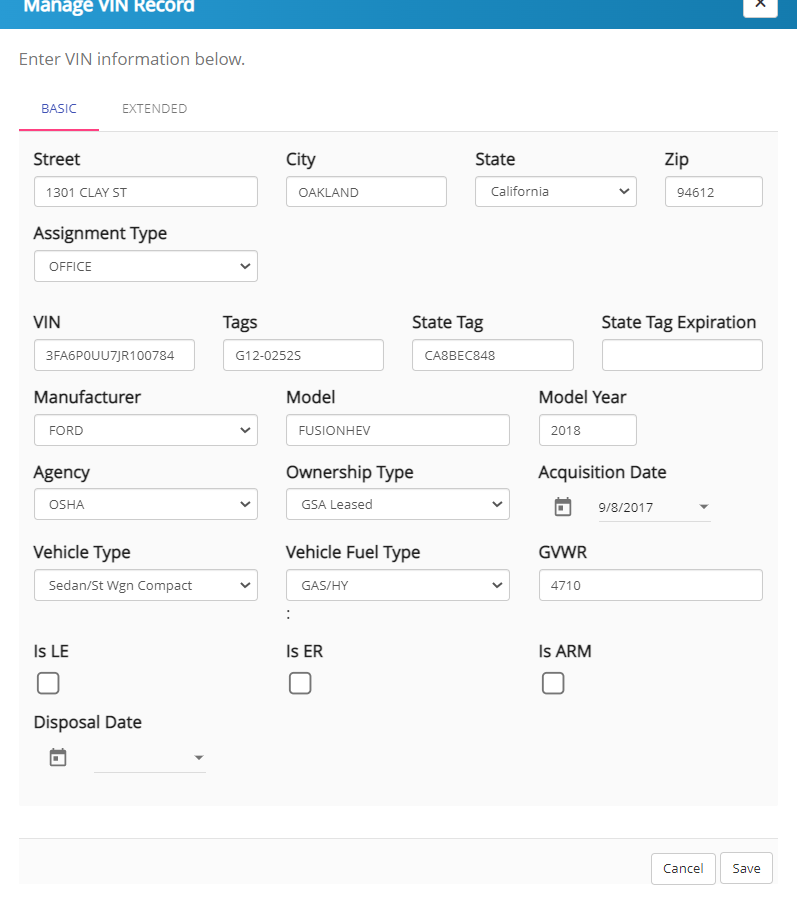 Manage VIN Record
×
Enter VIN information below.
BASIC EXTENDED
Street City State Zip
1301 CLAY ST OAKLAND California 94612
Assignment Type
OFFICE
VIN Tags State Tag State Tag Expiration
3FA6P0UU7JR100784 G12-0252S CA8BEC848
Manufacturer Model Model Year
FORD FUSIONHEV 2018
Agency Ownership Type Acquisition Date
OSHA GSA Leased 9/8/2017
Vehicle Type Vehicle Fuel Type GVWR
Sedan/St Wgn Compact GAS/HY 4710
:
Is LE Is ER Is ARM
Disposal Date
Cancel Save